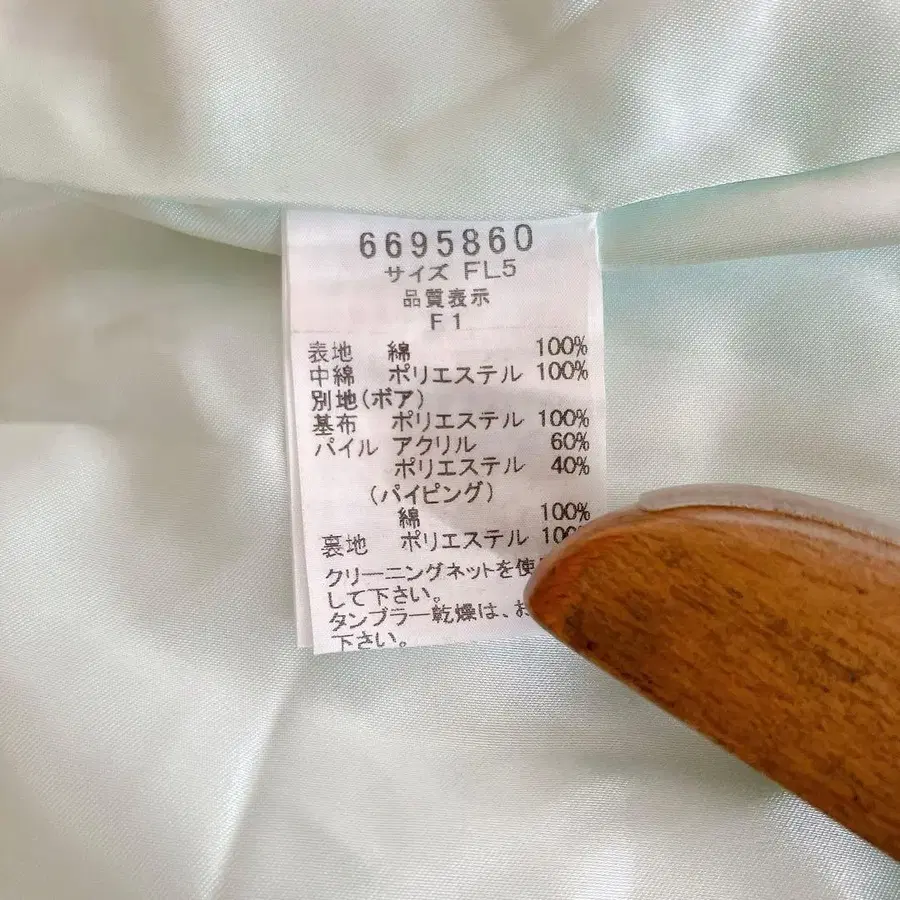 6695860
サイズ FL5
品質表示
F1
表地 綿 100%
中綿 ポリエステル 100%
別地(ボア)
基布 ポリエステル 100%
パイル アクリル 60%
ポリエステル 40%
(パイピング)
綿 100%
裏地 ポリエステル 100
クリーニングネットを使
して下さい。
タンブラー乾燥は、お
下さい。